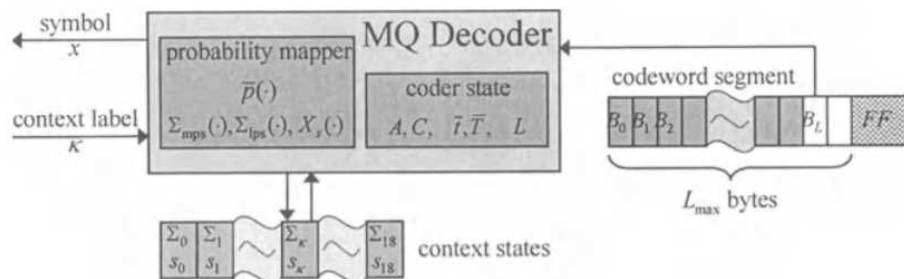 symbol
x
context label
κ
MQ Decoder
probability mapper
p̅(·)
Σmps(·), Σlps(·), Xs(·)
coder state
A, C, t̄, T̄, L
codeword segment
B0 B1 B2 BL FF
Lmax bytes
Σ0 Σ1 Σκ Σ18
s0 s1 sκ s18
context states